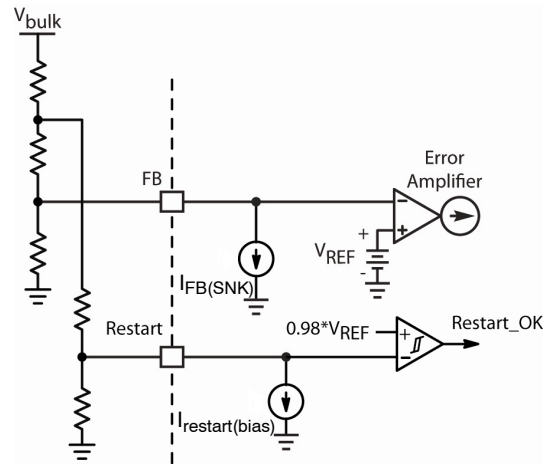 Vbulk
FB
Error
Amplifier
+
-
+
VREF
-
IFB(SNK)
Restart
0.98*VREF
+
-
Restart_OK
Irestart(bias)